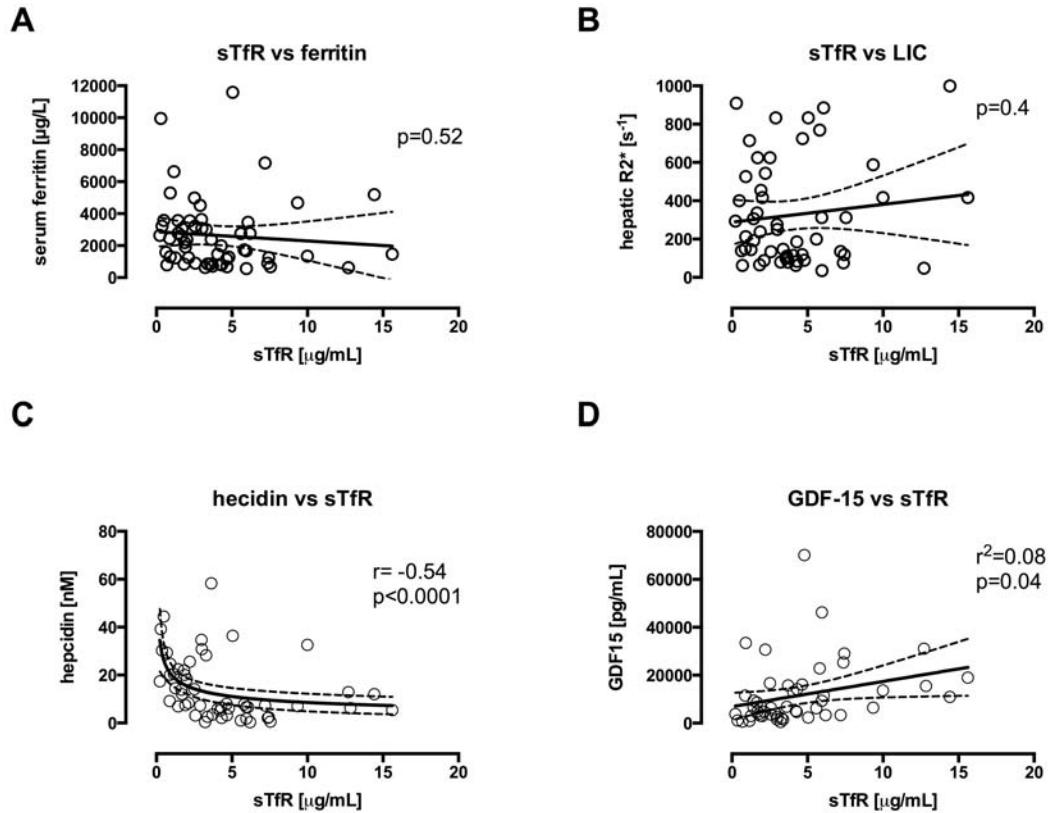 A
sTfR vs ferritin
12000
10000
8000
6000
4000
2000
0
serum ferritin [µg/L]
p=0.52
0 5 10 15 20
sTfR [µg/mL]
B
sTfR vs LIC
1000
800
600
400
200
0
hepatic R2* [s⁻¹]
p=0.4
0 5 10 15 20
sTfR [µg/mL]
C
hecidin vs sTfR
80
60
40
20
0
hepcidin [nM]
r= -0.54
p<0.0001
0 5 10 15 20
sTfR [µg/mL]
D
GDF-15 vs sTfR
80000
60000
40000
20000
0
GDF15 [pg/mL]
r²=0.08
p=0.04
0 5 10 15 20
sTfR [µg/mL]